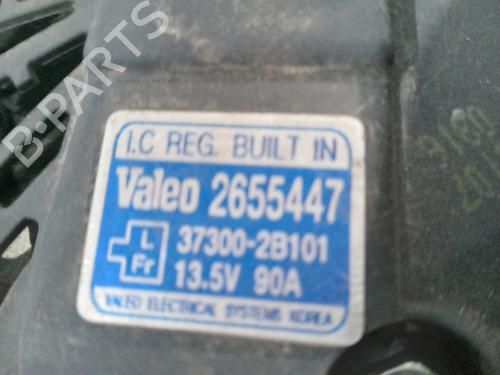 B-PARTS
I.C REG. BUILT IN
Valeo 2655447
L
Fr
37300-2B101
13.5V 90A
VALEO ELECTRICAL SYSTEMS KOREA